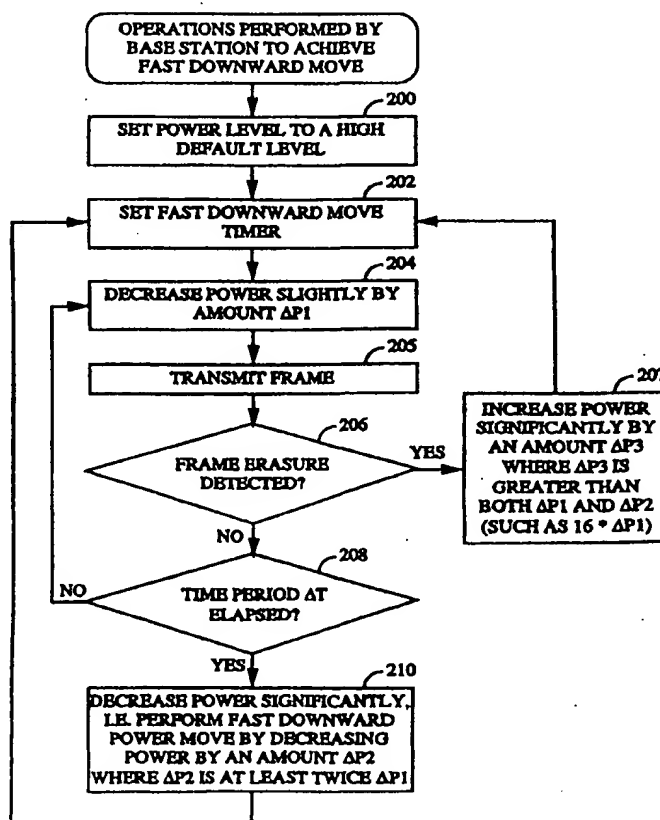 OPERATIONS PERFORMED BY
BASE STATION TO ACHIEVE
FAST DOWNWARD MOVE
200
SET POWER LEVEL TO A HIGH
DEFAULT LEVEL
202
SET FAST DOWNWARD MOVE
TIMER
204
DECREASE POWER SLIGHTLY BY
AMOUNT ΔP1
205
TRANSMIT FRAME
206
FRAME ERASURE
DETECTED?
YES
207
INCREASE POWER
SIGNIFICANTLY BY
AN AMOUNT ΔP3
WHERE ΔP3 IS
GREATER THAN
BOTH ΔP1 AND ΔP2
(SUCH AS 16 * ΔP1)
NO
208
NO
TIME PERIOD ΔT
ELAPSED?
YES
210
DECREASE POWER SIGNIFICANTLY,
I.E. PERFORM FAST DOWNWARD
POWER MOVE BY DECREASING
POWER BY AN AMOUNT ΔP2
WHERE ΔP2 IS AT LEAST TWICE ΔP1